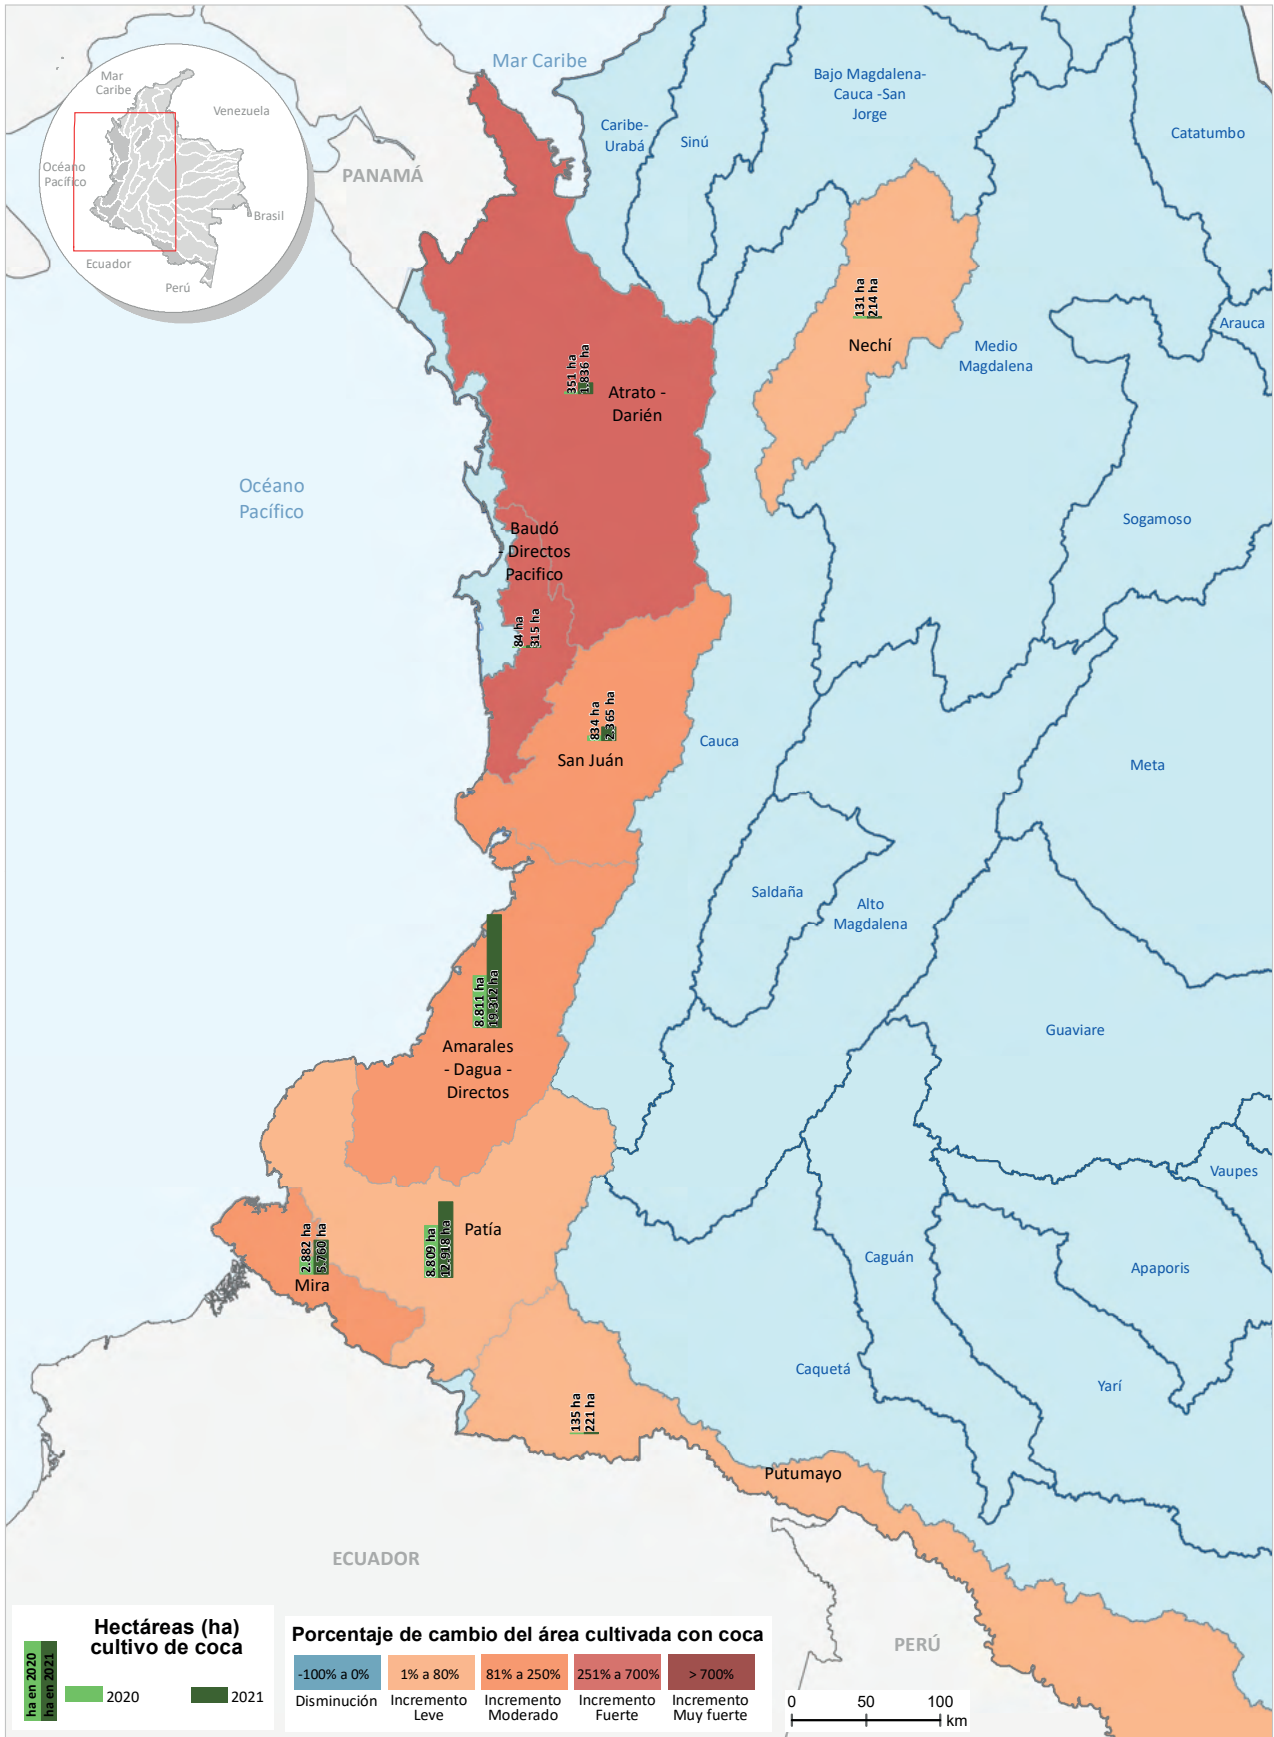 Mar
Caribe
Venezuela
Océano
Pacífico
Brasil
Ecuador
Perú
Mar Caribe
PANAMÁ
Caribe-
Urabá
Sinú
Bajo Magdalena-
Cauca -San
Jorge
Catatumbo
131 ha
214 ha
Nechí
Medio
Magdalena
Arauca
351 ha
1.836 ha
Atrato -
Darién
Océano
Pacífico
Sogamoso
Baudó
- Directos
Pacifico
84 ha
315 ha
834 ha
2.365 ha
San Juán
Cauca
Meta
Saldaña
Alto
Magdalena
8.811 ha
19.312 ha
Amarales
- Dagua -
Directos
Guaviare
Vaupes
2.882 ha
5.760 ha
Mira
8.809 ha
12.918 ha
Patía
Caguán
Apaporis
Caquetá
Yarí
135 ha
221 ha
Putumayo
ECUADOR
PERÚ
Hectáreas (ha)
cultivo de coca
ha en 2020
ha en 2021
2020
2021
Porcentaje de cambio del área cultivada con coca
-100% a 0%
1% a 80%
81% a 250%
251% a 700%
> 700%
Disminución
Incremento
Leve
Incremento
Moderado
Incremento
Fuerte
Incremento
Muy fuerte
0 50 100
km